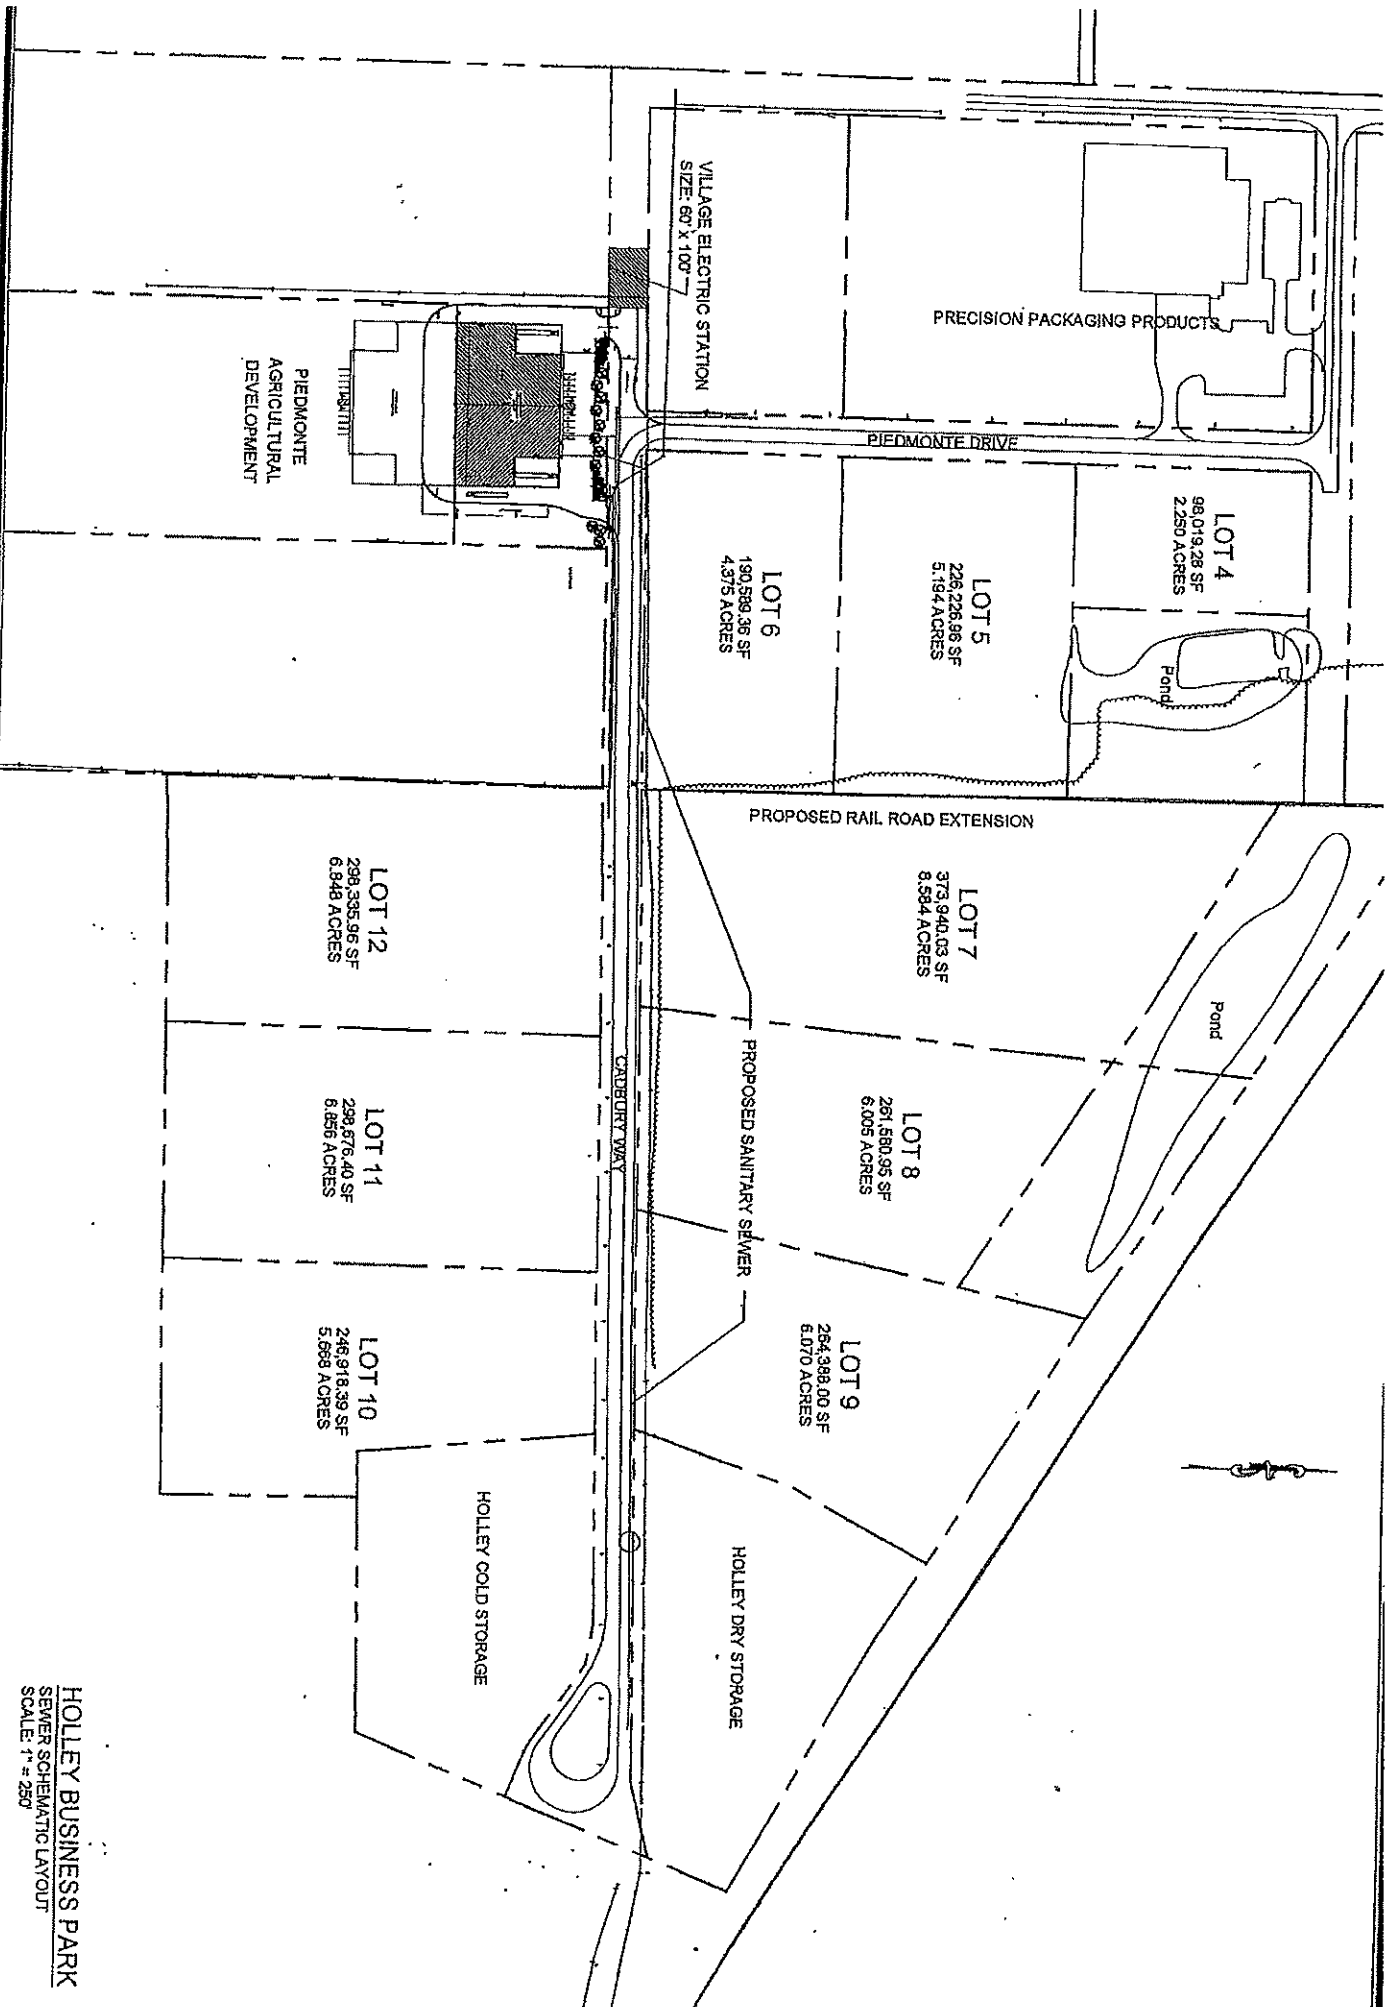 PRECISION PACKAGING PRODUCTS
VILLAGE ELECTRIC STATION
SIZE: 60' x 100'
PIEDMONTE DRIVE
PIEDMONTE
AGRICULTURAL
DEVELOPMENT
LOT 4
98,019.28 SF
2.250 ACRES
LOT 5
226,226.96 SF
5.194 ACRES
LOT 6
190,589.36 SF
4.375 ACRES
Pond
PROPOSED RAIL ROAD EXTENSION
LOT 7
373,940.03 SF
8.584 ACRES
Pond
LOT 8
261,580.95 SF
6.005 ACRES
LOT 9
264,388.00 SF
6.070 ACRES
PROPOSED SANITARY SEWER
CADBURY WAY
LOT 12
298,335.96 SF
6.848 ACRES
LOT 11
298,676.40 SF
6.856 ACRES
LOT 10
246,918.39 SF
5.668 ACRES
HOLLEY DRY STORAGE
HOLLEY COLD STORAGE
HOLLEY BUSINESS PARK
SEWER SCHEMATIC LAYOUT
SCALE: 1" = 250'